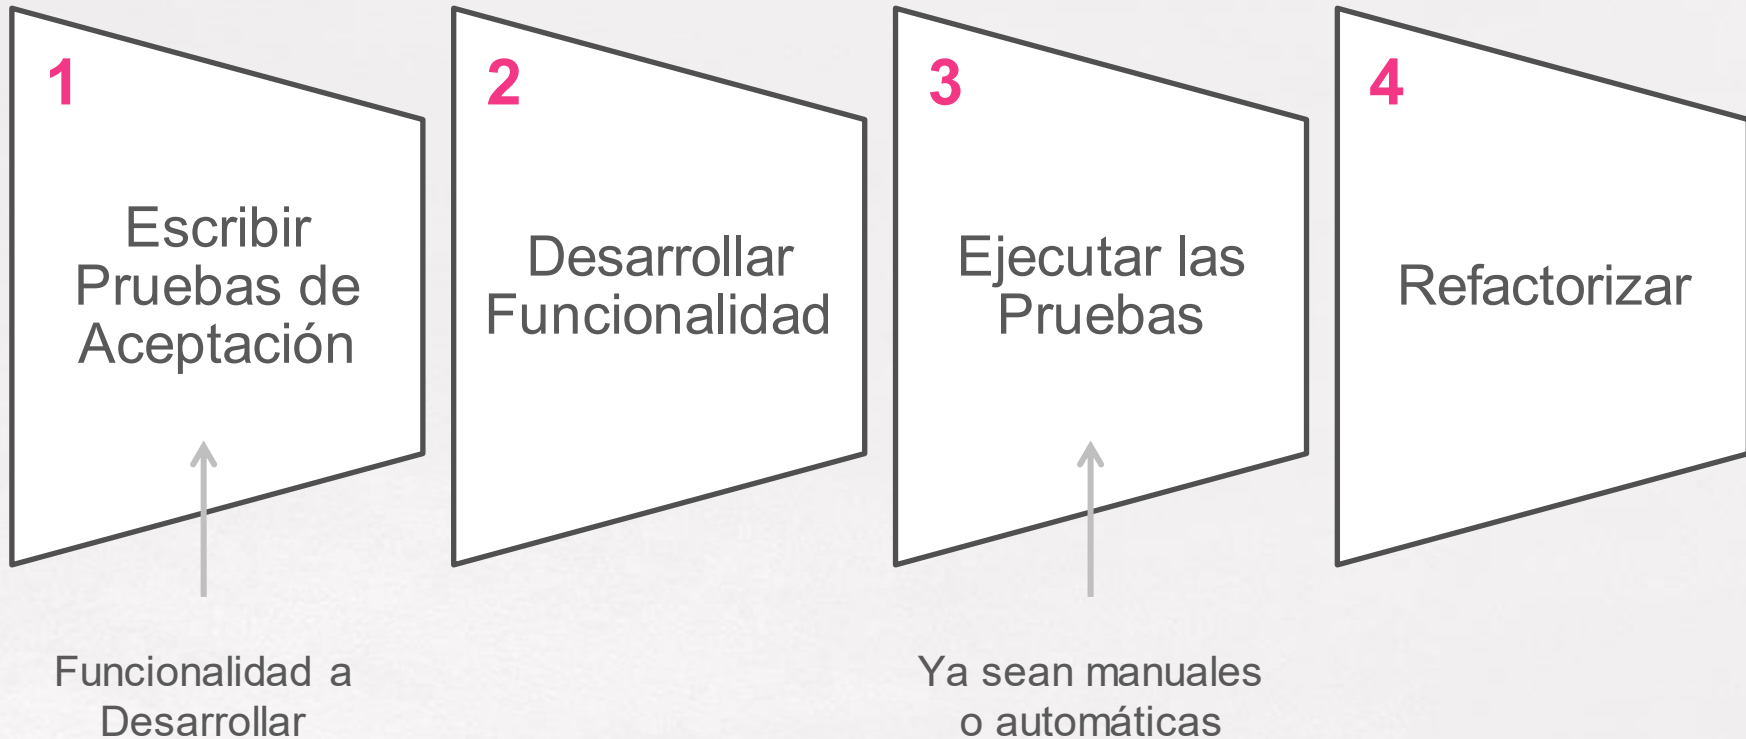 1
Escribir
Pruebas de
Aceptación
2
Desarrollar
Funcionalidad
3
Ejecutar las
Pruebas
4
Refactorizar
Funcionalidad a
Desarrollar
Ya sean manuales
o automáticas